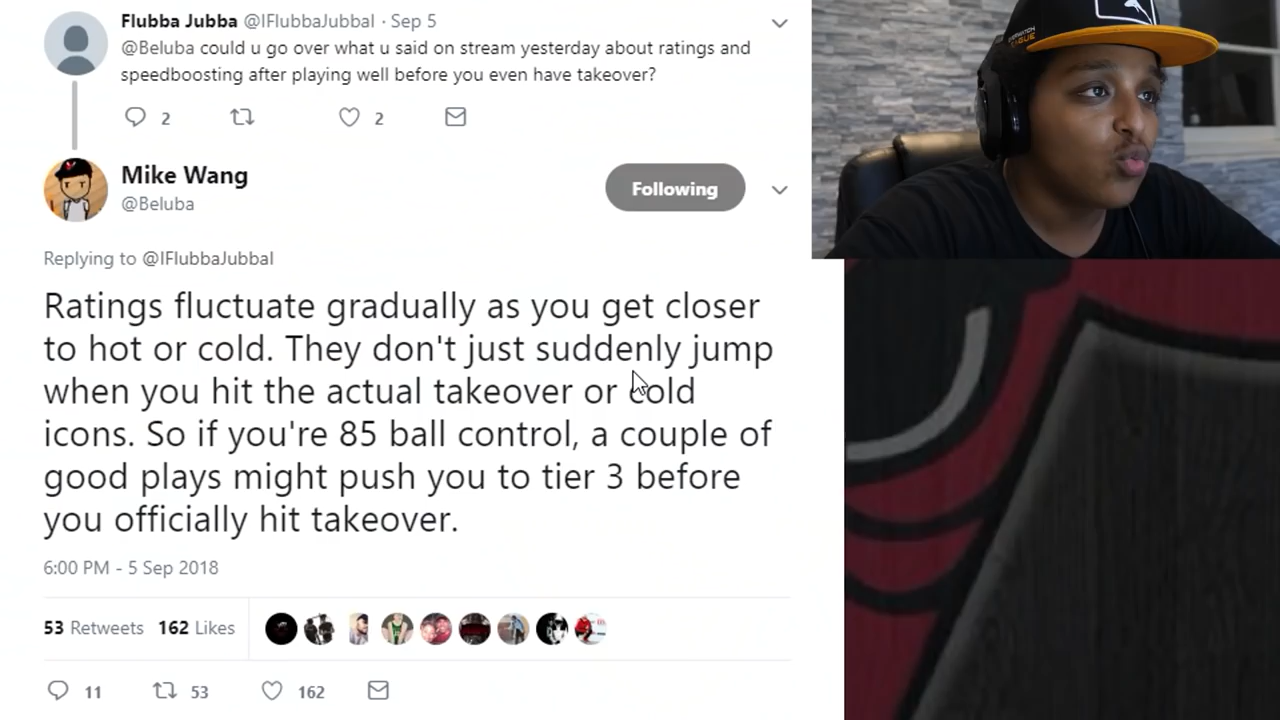 Flubba Jubba @IFlubbaJubbal · Sep 5
@Beluba could u go over what u said on stream yesterday about ratings and
speedboosting after playing well before you even have takeover?
2 2
Mike Wang
@Beluba
Following
Replying to @IFlubbaJubbal
Ratings fluctuate gradually as you get closer
to hot or cold. They don't just suddenly jump
when you hit the actual takeover or cold
icons. So if you're 85 ball control, a couple of
good plays might push you to tier 3 before
you officially hit takeover.
6:00 PM - 5 Sep 2018
53 Retweets 162 Likes
11 53 162